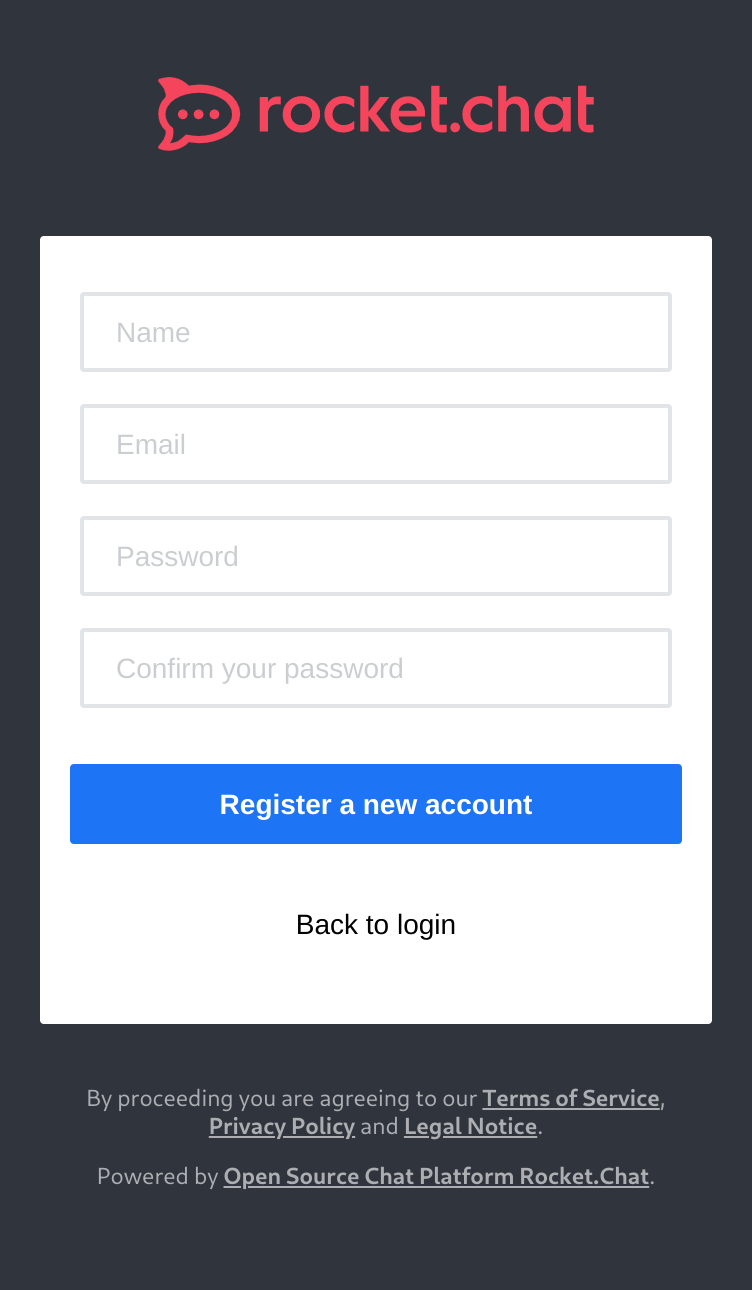 rocket.chat
Name
Email
Password
Confirm your password
Register a new account
Back to login
By proceeding you are agreeing to our Terms of Service,
Privacy Policy and Legal Notice.
Powered by Open Source Chat Platform Rocket.Chat.